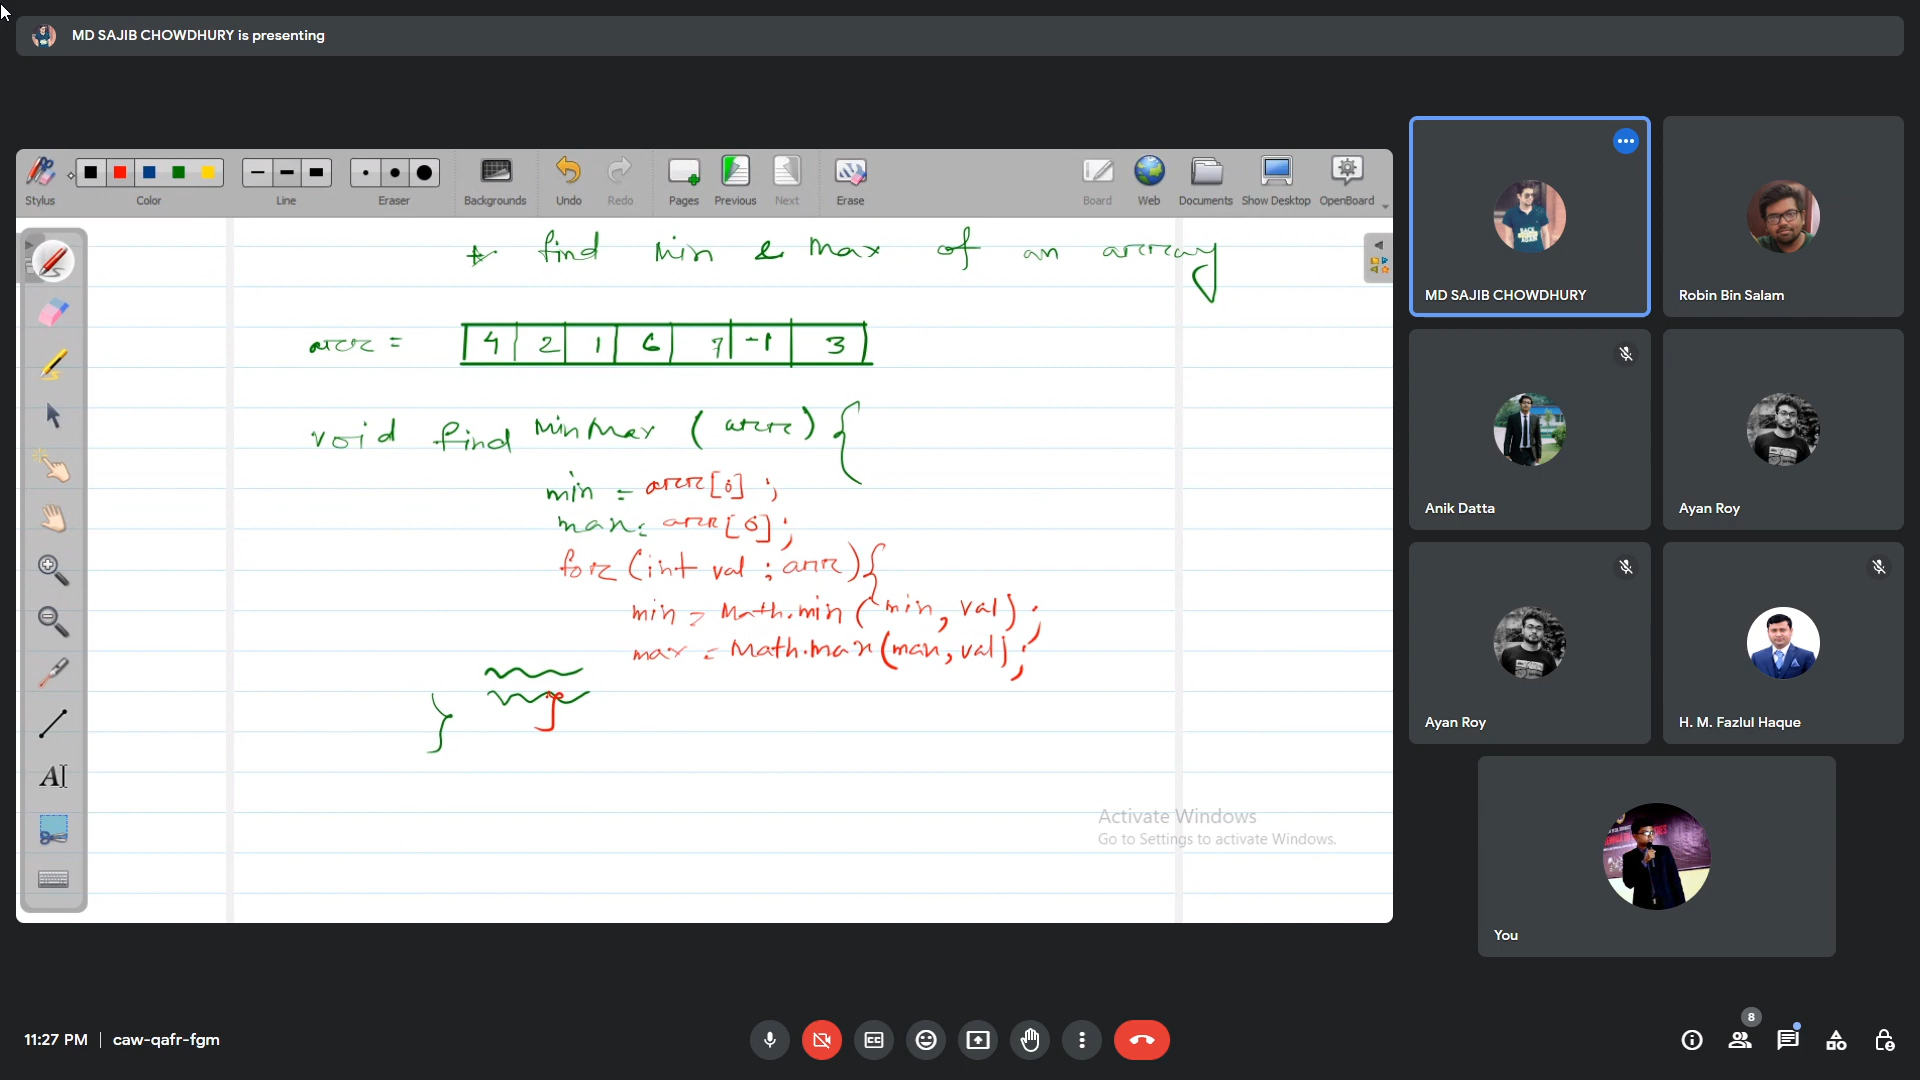 MD SAJIB CHOWDHURY is presenting
Stylus
Color
Line
Eraser
Backgrounds
Undo
Redo
Pages
Previous
Next
Erase
Board
Web
Documents
Show Desktop
OpenBoard
* find Min & Max of an array
arr = 4 2 1 6 7 -1 3
void find MinMax (arr) {
min = arr[0] ;
max = arr[0] ;
for (int val : arr) {
min = Math.min (min, val) ;
max = Math.max (max, val) ;
}
}
Activate Windows
Go to Settings to activate Windows.
MD SAJIB CHOWDHURY
Robin Bin Salam
Anik Datta
Ayan Roy
Ayan Roy
H. M. Fazlul Haque
You
11:27 PM | caw-qafr-fgm
8